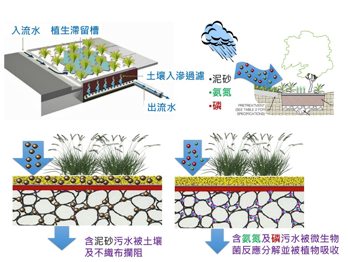 入流水 植生滯留槽
土壤入滲過濾
出流水
•泥砂
•氨氮
•磷
PRETREATMENT
(SEE TABLE 2 FOR
SPECIFICATIONS)
含泥砂污水被土壤
及不織布攔阻
含氨氮及磷污水被微生物
菌反應分解並被植物吸收